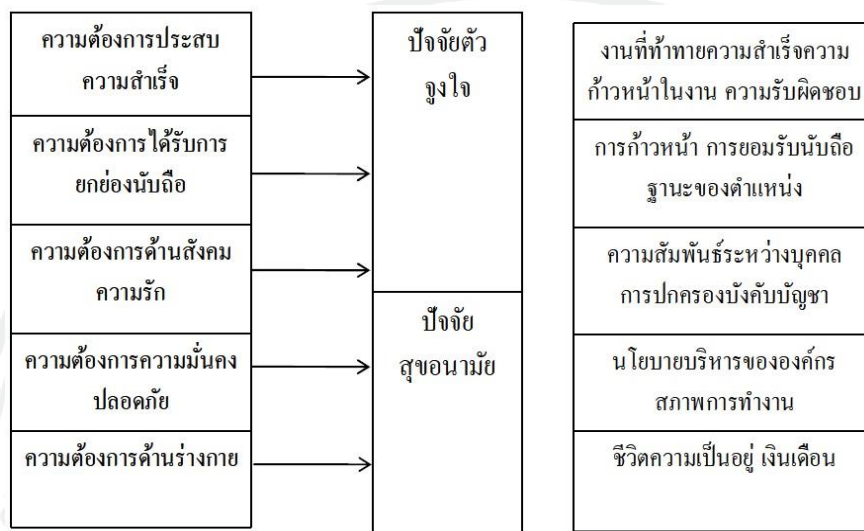 ความต้องการประสบ
ความสำเร็จ
ความต้องการได้รับการ
ยกย่องนับถือ
ความต้องการด้านสังคม
ความรัก
ความต้องการความมั่นคง
ปลอดภัย
ความต้องการด้านร่างกาย
ปัจจัยตัว
จูงใจ
ปัจจัย
สุขอนามัย
งานที่ท้าทายความสำเร็จความ
ก้าวหน้าในงาน ความรับผิดชอบ
การก้าวหน้า การยอมรับนับถือ
ฐานะของตำแหน่ง
ความสัมพันธ์ระหว่างบุคคล
การปกครองบังคับบัญชา
นโยบายบริหารขององค์กร
สภาพการทำงาน
ชีวิตความเป็นอยู่ เงินเดือน